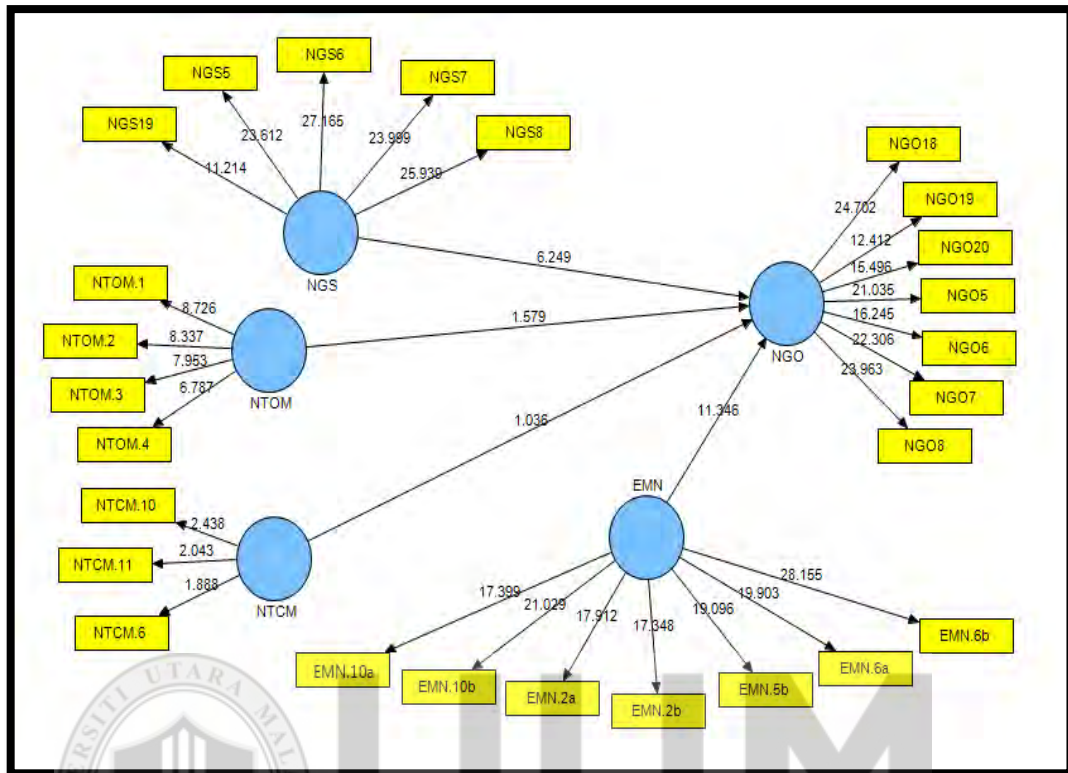 NGS6
NGS5
NGS7
NGS19
NGS8
23.612
27.165
23.999
11.214
25.939
NGS
NGO18
NGO19
NGO20
NGO5
NGO6
NGO7
NGO8
24.702
12.412
15.496
21.035
16.245
22.306
23.963
NGO
6.249
1.579
1.036
11.346
NTOM.1
NTOM.2
NTOM.3
NTOM.4
8.726
8.337
7.953
6.787
NTOM
NTCM.10
NTCM.11
NTCM.6
2.438
2.043
1.888
NTCM
EMN
17.399
21.029
17.912
17.348
19.096
19.903
28.155
EMN.10a
EMN.10b
EMN.2a
EMN.2b
EMN.5b
EMN.6a
EMN.6b
UTARA
UUM